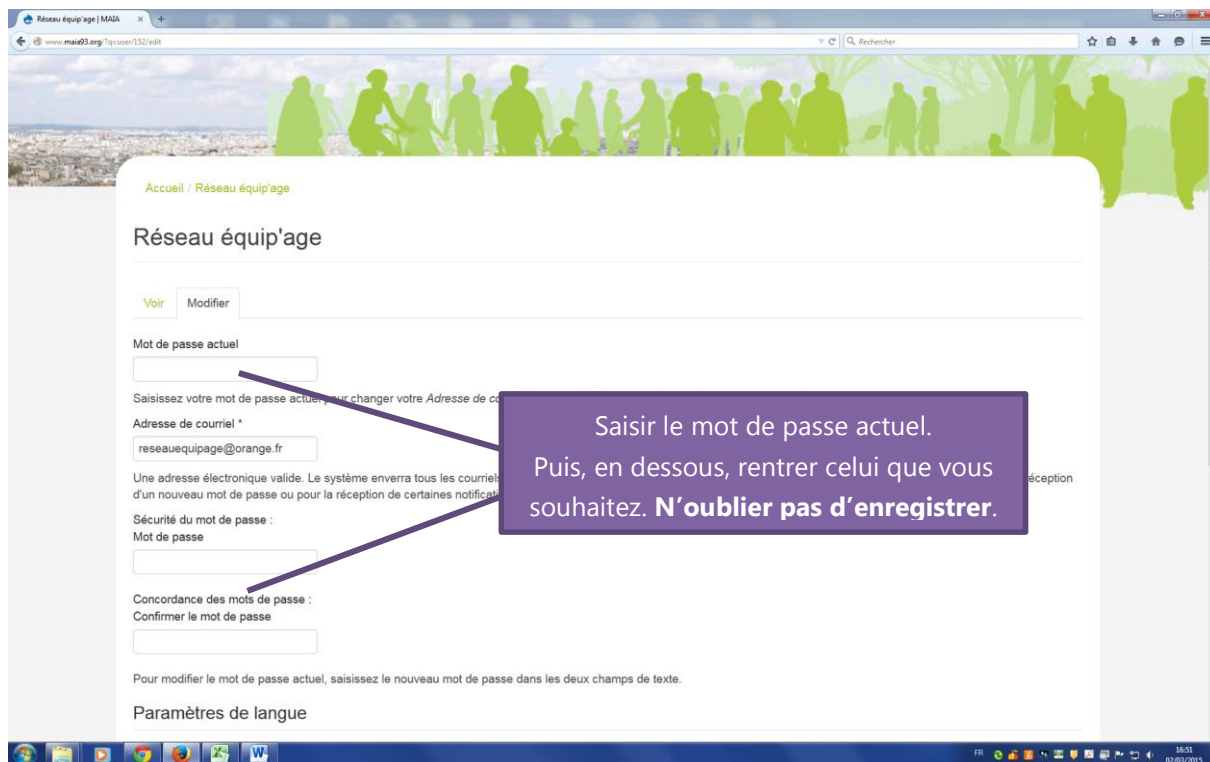 Réseau équip'age | MAIA
www.maia93.org/?q=user/152/edit
Rechercher
Accueil / Réseau équip'age
Réseau équip'age
Voir Modifier
Mot de passe actuel
Saisissez votre mot de passe actuel pour changer votre Adresse de co
Adresse de courriel *
reseauequipage@orange.fr
Une adresse électronique valide. Le système enverra tous les courriels éception
d'un nouveau mot de passe ou pour la réception de certaines notificat
Saisir le mot de passe actuel.
Puis, en dessous, rentrer celui que vous
souhaitez. N'oublier pas d'enregistrer.
Sécurité du mot de passe :
Mot de passe
Concordance des mots de passe :
Confirmer le mot de passe
Pour modifier le mot de passe actuel, saisissez le nouveau mot de passe dans les deux champs de texte.
Paramètres de langue
FR
16:51
02/03/2015